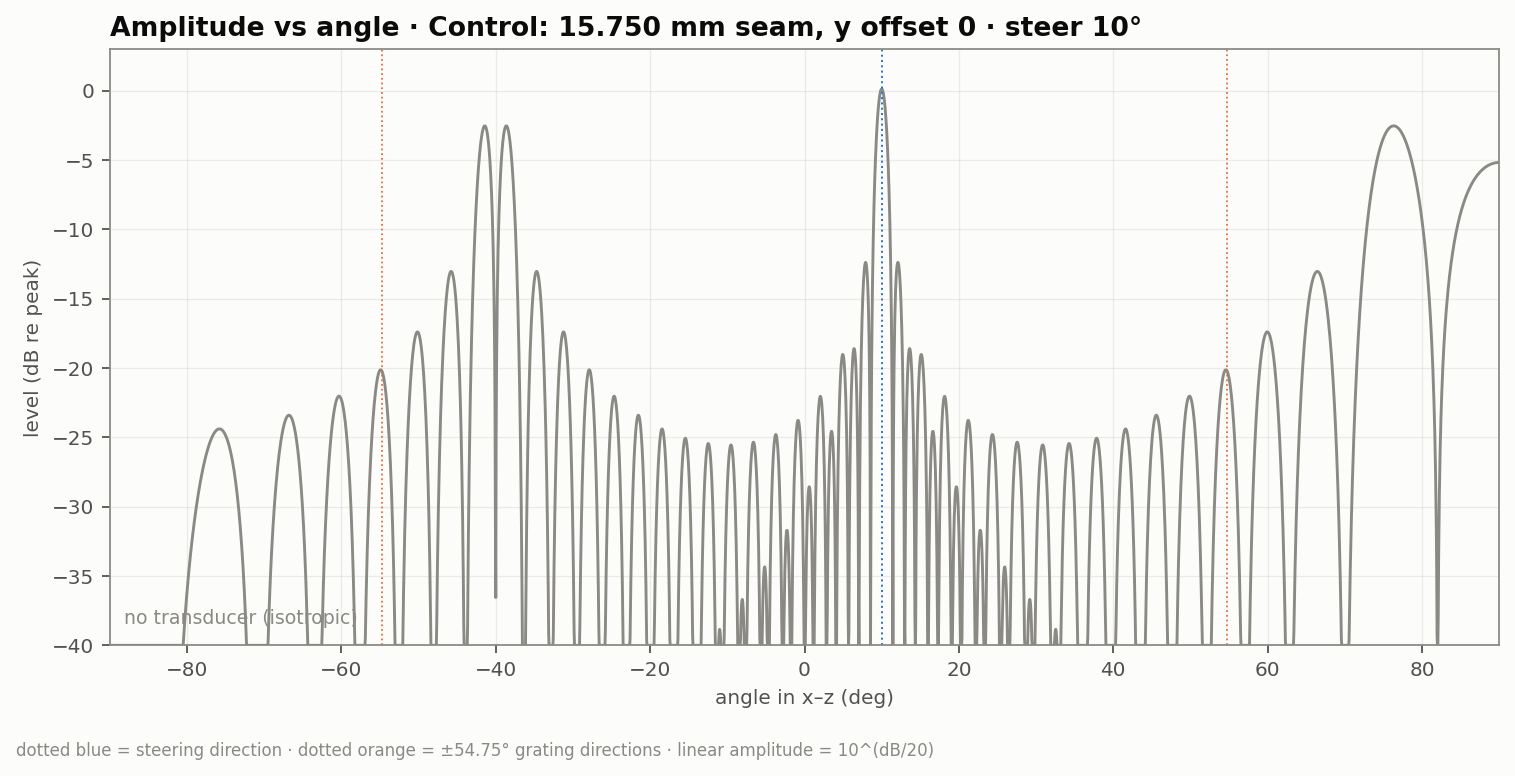 Amplitude vs angle · Control: 15.750 mm seam, y offset 0 · steer 10°
0
−5
−10
−15
−20
−25
−30
−35
−40
level (dB re peak)
no transducer (isotropic)
−80 −60 −40 −20 0 20 40 60 80
angle in x–z (deg)
dotted blue = steering direction · dotted orange = ±54.75° grating directions · linear amplitude = 10^(dB/20)